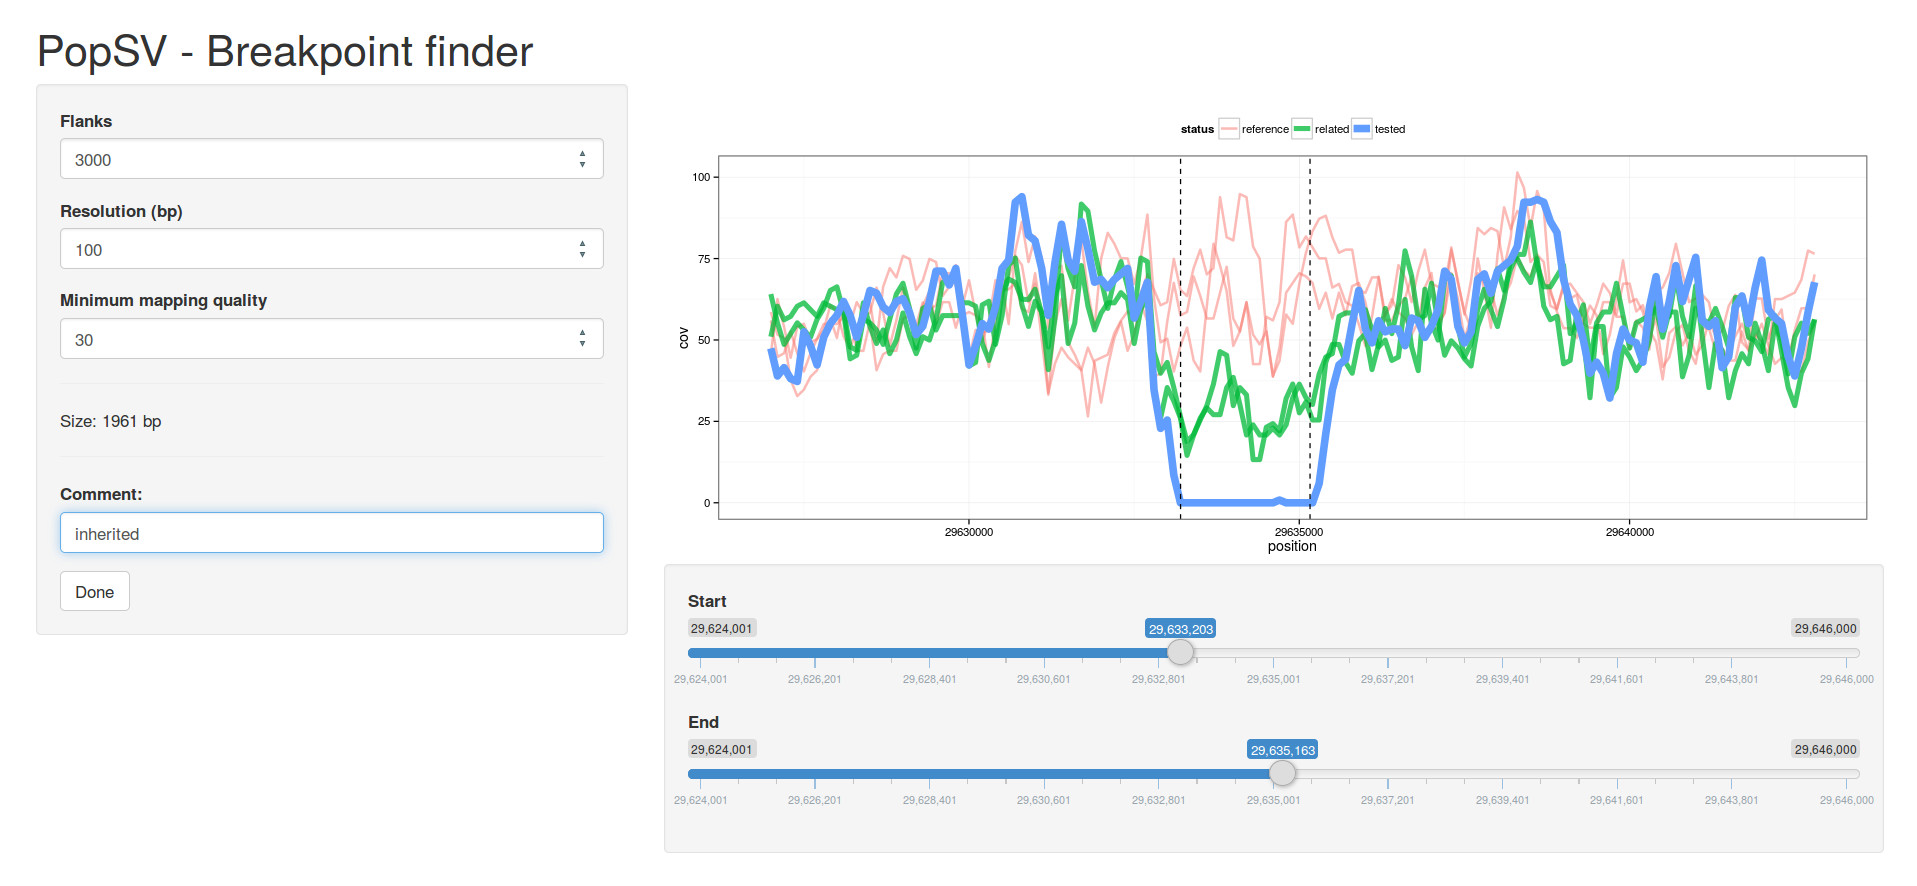 PopSV - Breakpoint finder
Flanks
3000
Resolution (bp)
100
Minimum mapping quality
30
Size: 1961 bp
Comment:
inherited
Done
status reference related tested
100
75
50
25
0
cov
29630000 29635000 29640000
position
Start
29,624,001 29,633,203 29,646,000
29,624,001 29,626,201 29,628,401 29,630,601 29,632,801 29,635,001 29,637,201 29,639,401 29,641,601 29,643,801 29,646,000
End
29,624,001 29,635,163 29,646,000
29,624,001 29,626,201 29,628,401 29,630,601 29,632,801 29,635,001 29,637,201 29,639,401 29,641,601 29,643,801 29,646,000